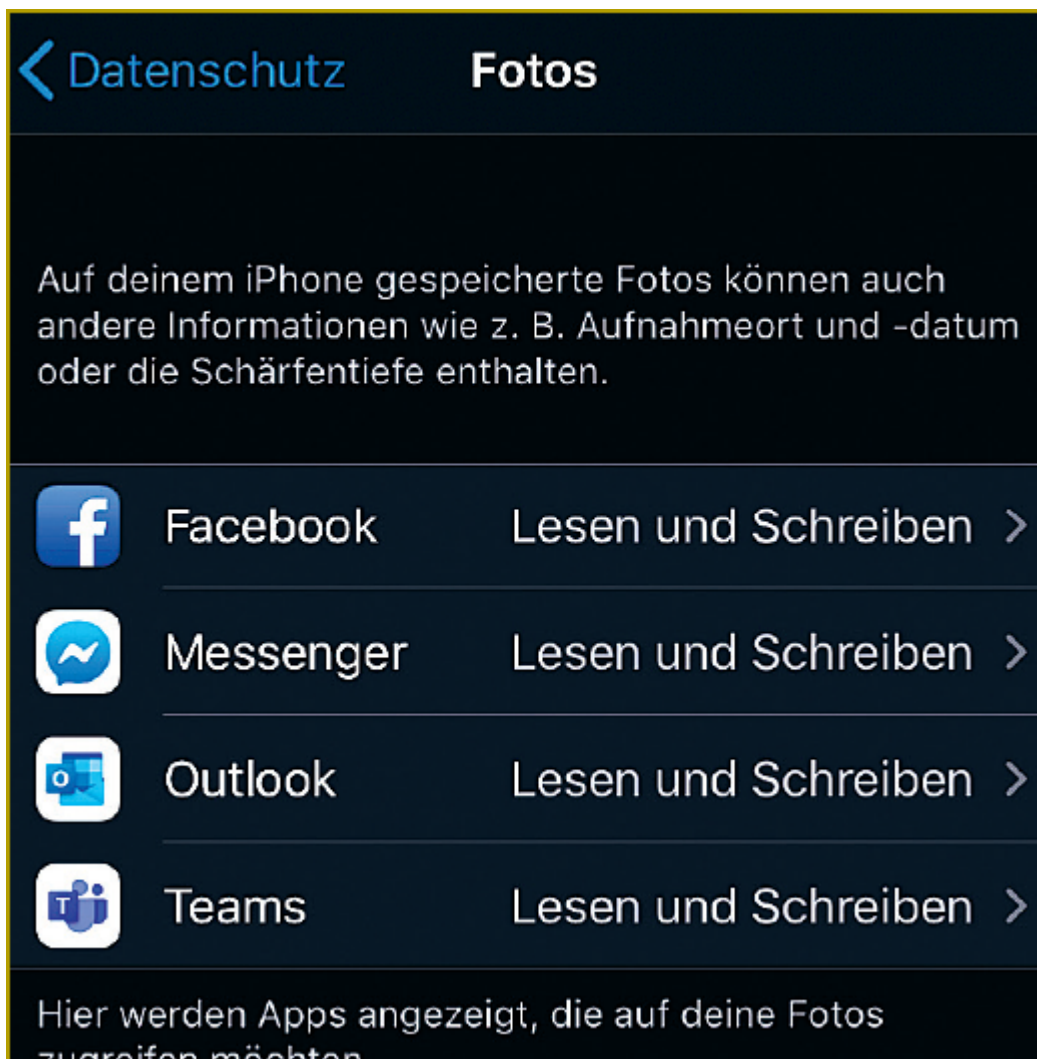 Datenschutz Fotos
Auf deinem iPhone gespeicherte Fotos können auch
andere Informationen wie z. B. Aufnahmeort und -datum
oder die Schärfentiefe enthalten.
Facebook Lesen und Schreiben
Messenger Lesen und Schreiben
Outlook Lesen und Schreiben
Teams Lesen und Schreiben
Hier werden Apps angezeigt, die auf deine Fotos
zugreifen möchten